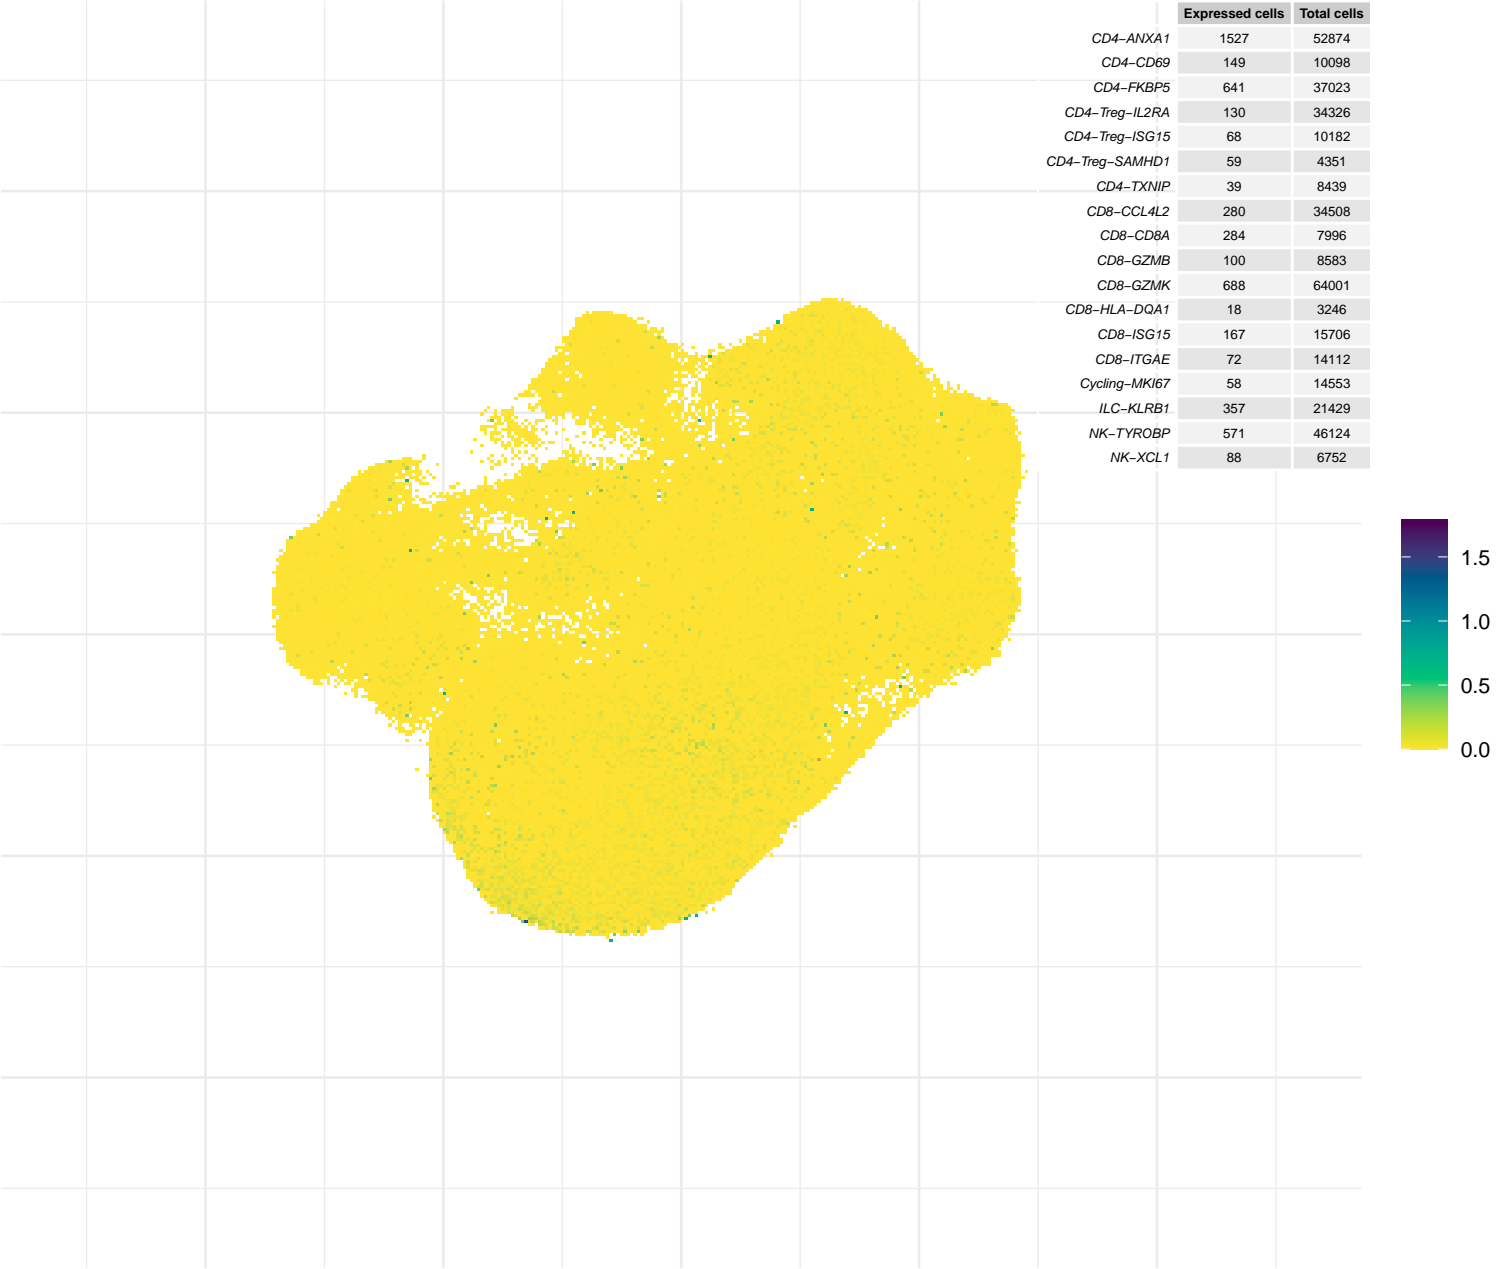 Expressed cells Total cells
CD4−ANXA1 1527 52874
CD4−CD69 149 10098
CD4−FKBP5 641 37023
CD4−Treg−IL2RA 130 34326
CD4−Treg−ISG15 68 10182
CD4−Treg−SAMHD1 59 4351
CD4−TXNIP 39 8439
CD8−CCL4L2 280 34508
CD8−CD8A 284 7996
CD8−GZMB 100 8583
CD8−GZMK 688 64001
CD8−HLA−DQA1 18 3246
CD8−ISG15 167 15706
CD8−ITGAE 72 14112
Cycling−MKI67 58 14553
ILC−KLRB1 357 21429
NK−TYROBP 571 46124
NK−XCL1 88 6752
1.5
1.0
0.5
0.0